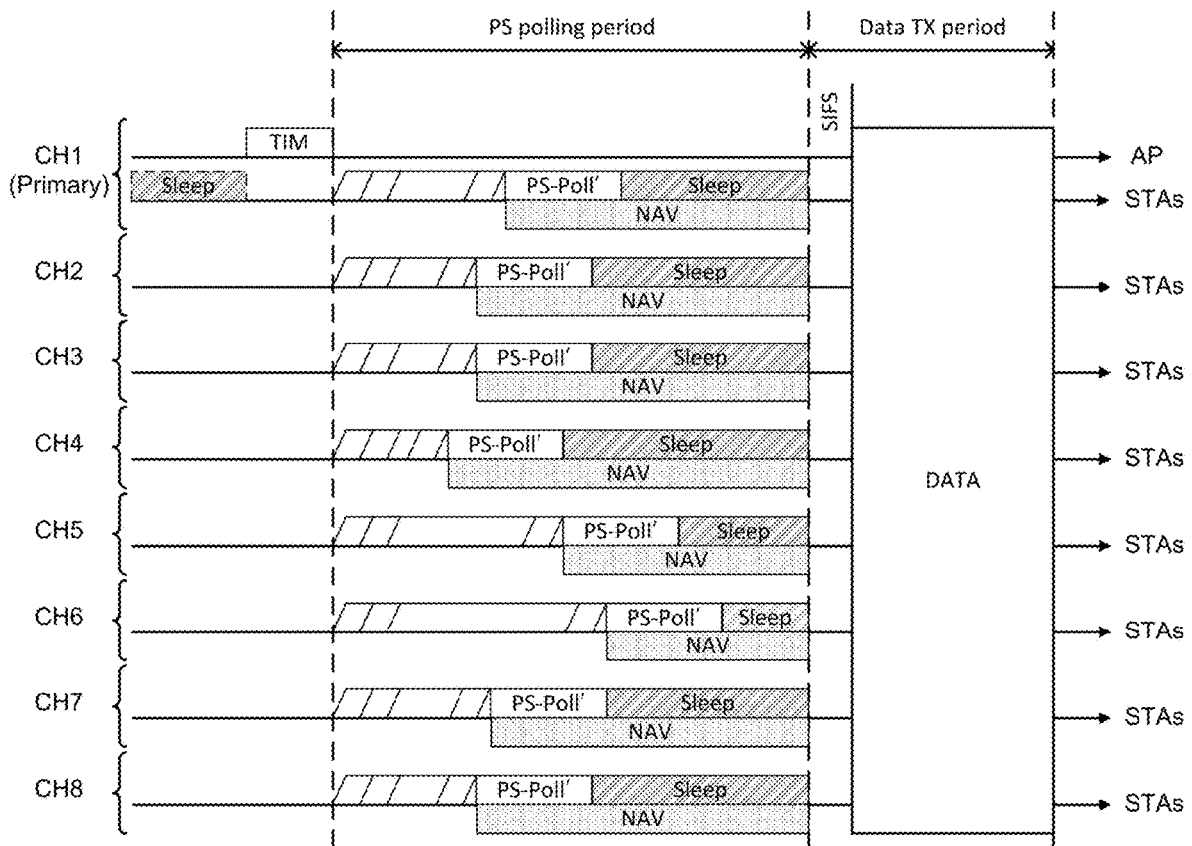 PS polling period
Data TX period
SIFS
CH1
(Primary)
TIM
AP
Sleep
PS-Poll'
Sleep
STAs
NAV
CH2
PS-Poll'
Sleep
STAs
NAV
CH3
PS-Poll'
Sleep
STAs
NAV
CH4
PS-Poll'
Sleep
STAs
NAV
DATA
CH5
PS-Poll'
Sleep
STAs
NAV
CH6
PS-Poll'
Sleep
STAs
NAV
CH7
PS-Poll'
Sleep
STAs
NAV
CH8
PS-Poll'
Sleep
STAs
NAV